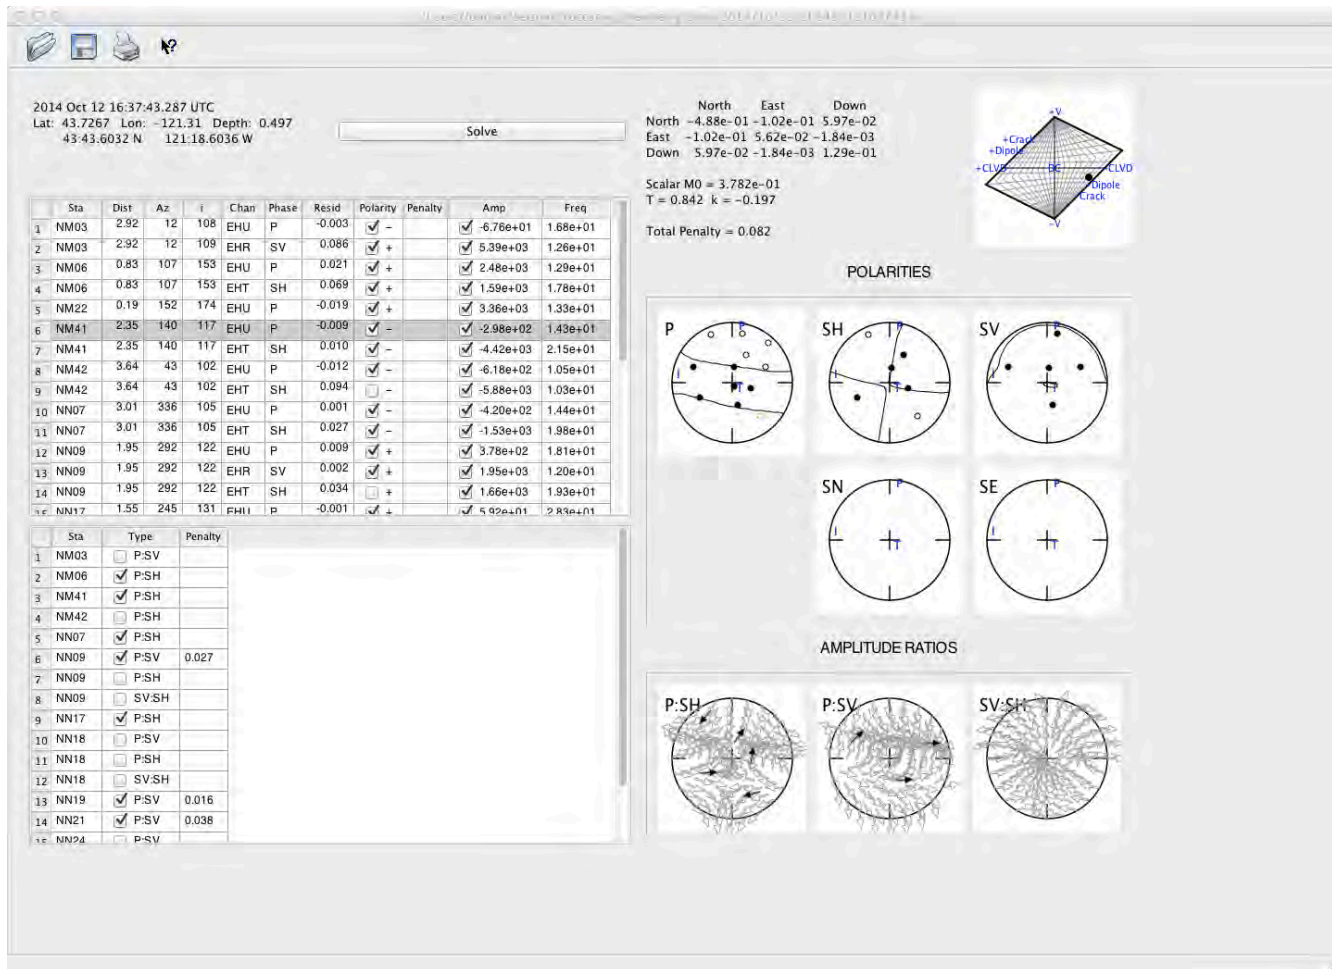 2014 Oct 12 16:37:43.287 UTC
Lat: 43.7267 Lon: -121.31 Depth: 0.497
43:43.6032 N 121:18.6036 W
Solve
Sta Dist Az i Chan Phase Resid Polarity Penalty Amp Freq
1 NM03 2.92 12 108 EHU P -0.003 - -6.76e+01 1.68e+01
2 NM03 2.92 12 109 EHR SV 0.086 + 5.39e+03 1.26e+01
3 NM06 0.83 107 153 EHU P 0.021 + 2.48e+03 1.29e+01
4 NM06 0.83 107 153 EHT SH 0.069 + 1.59e+03 1.78e+01
5 NM22 0.19 152 174 EHU P -0.019 + 3.36e+03 1.33e+01
6 NM41 2.35 140 117 EHU P -0.009 - -2.98e+02 1.43e+01
7 NM41 2.35 140 117 EHT SH 0.010 - -4.42e+03 2.15e+01
8 NM42 3.64 43 102 EHU P -0.012 - -6.18e+02 1.05e+01
9 NM42 3.64 43 102 EHT SH 0.094 - -5.88e+03 1.03e+01
10 NN07 3.01 336 105 EHU P 0.001 - -4.20e+02 1.44e+01
11 NN07 3.01 336 105 EHT SH 0.027 - -1.53e+03 1.98e+01
12 NN09 1.95 292 122 EHU P 0.009 + 3.78e+02 1.81e+01
13 NN09 1.95 292 122 EHR SV 0.002 + 1.95e+03 1.20e+01
14 NN09 1.95 292 122 EHT SH 0.034 + 1.66e+03 1.93e+01
15 NN17 1.55 245 131 EHU P -0.001 + 5.92e+01 2.83e+01
Sta Type Penalty
1 NM03 P:SV
2 NM06 P:SH
3 NM41 P:SH
4 NM42 P:SH
5 NN07 P:SH
6 NN09 P:SV 0.027
7 NN09 P:SH
8 NN09 SV:SH
9 NN17 P:SH
10 NN18 P:SV
11 NN18 P:SH
12 NN18 SV:SH
13 NN19 P:SV 0.016
14 NN21 P:SV 0.038
15 NN24 P:SV
North East Down
North -4.88e-01 -1.02e-01 5.97e-02
East -1.02e-01 5.62e-02 -1.84e-03
Down 5.97e-02 -1.84e-03 1.29e-01
Scalar M0 = 3.782e-01
T = 0.842 k = -0.197
Total Penalty = 0.082
+V
+Crack
+Dipole
+CLVD DC -CLVD
Dipole
Crack
-V
POLARITIES
P P I T
SH P I T
SV P I T
SN P I T
SE P I T
AMPLITUDE RATIOS
P:SH P:SV SV:SH